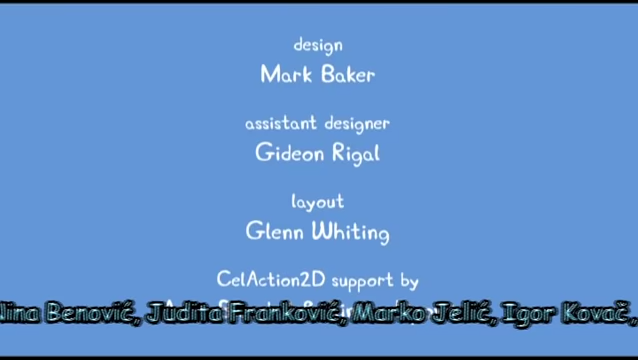 design
Mark Baker
assistant designer
Gideon Rigal
layout
Glenn Whiting
CelAction2D support by
Nina Benović, Judita Franković, Marko Jelić, Igor Kovač,